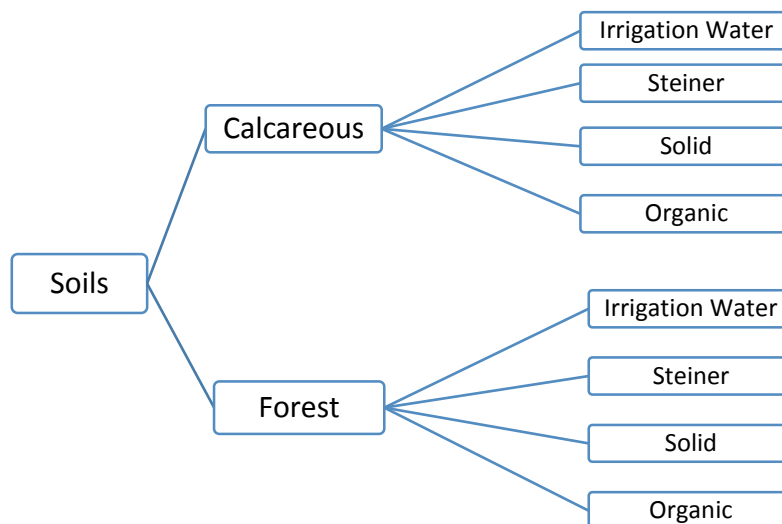 Irrigation Water
Steiner
Calcareous
Solid
Organic
Soils
Irrigation Water
Steiner
Forest
Solid
Organic